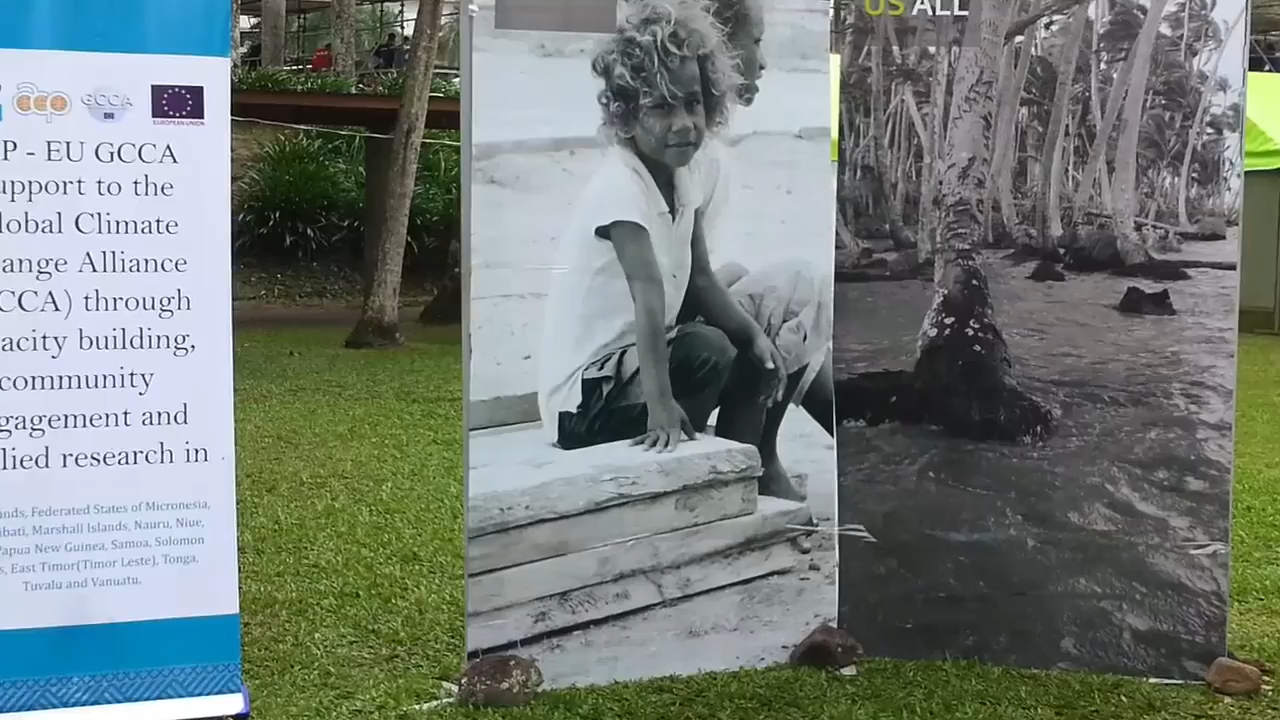 acp GCCA
EUROPEAN UNION
P - EU GCCA
upport to the
lobal Climate
ange Alliance
CCA) through
acity building,
community
gagement and
lied research in
nds, Federated States of Micronesia,
ibati, Marshall Islands, Nauru, Niue,
Papua New Guinea, Samoa, Solomon
s, East Timor(Timor Leste), Tonga,
Tuvalu and Vanuatu.
US ALL